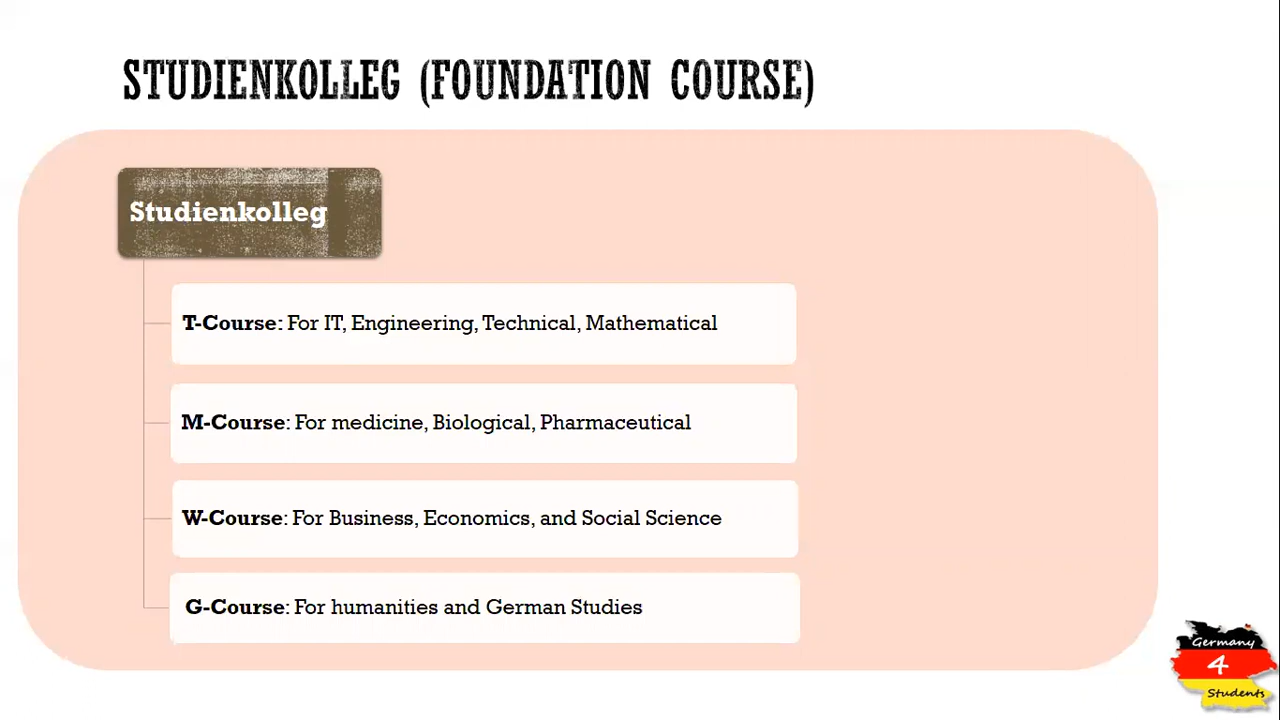 STUDIENKOLLEG (FOUNDATION COURSE)
Studienkolleg
T-Course: For IT, Engineering, Technical, Mathematical
M-Course: For medicine, Biological, Pharmaceutical
W-Course: For Business, Economics, and Social Science
G-Course: For humanities and German Studies
Germany
4
Students